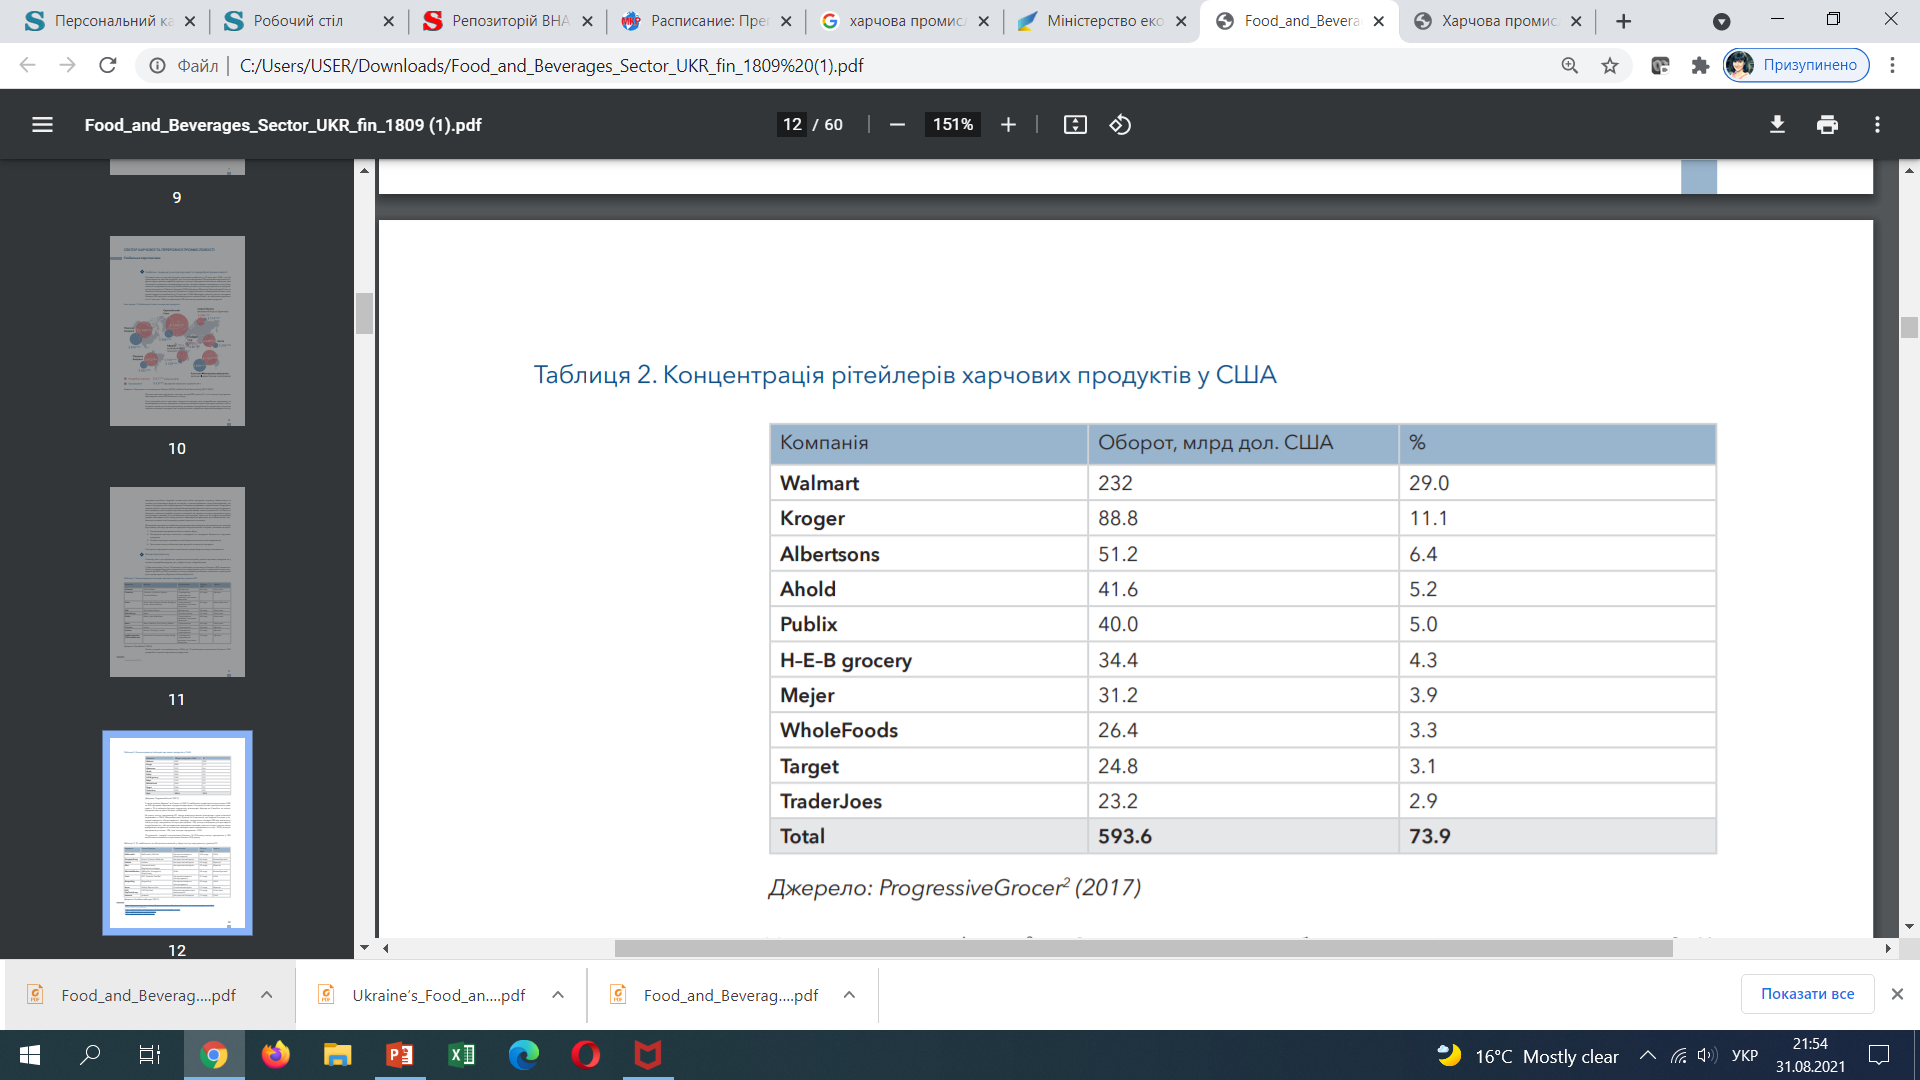 Персональний ка
Робочий стіл
Репозиторій ВНА
Расписание: Пре
харчова промис
Міністерство еко
Food_and_Bevera
Харчова промис
Файл
C:/Users/USER/Downloads/Food_and_Beverages_Sector_UKR_fin_1809%20(1).pdf
Призупинено
Food_and_Beverages_Sector_UKR_fin_1809 (1).pdf
12 / 60
151%
9
10
11
12
Таблиця 2. Концентрація рітейлерів харчових продуктів у США
Компанія Оборот, млрд дол. США %
Walmart 232 29.0
Kroger 88.8 11.1
Albertsons 51.2 6.4
Ahold 41.6 5.2
Publix 40.0 5.0
H-E-B grocery 34.4 4.3
Mejer 31.2 3.9
WholeFoods 26.4 3.3
Target 24.8 3.1
TraderJoes 23.2 2.9
Total 593.6 73.9
Джерело: ProgressiveGrocer² (2017)
Food_and_Beverag....pdf
Ukraine’s_Food_an....pdf
Food_and_Beverag....pdf
Показати все
16°C Mostly clear
УКР
21:54
31.08.2021